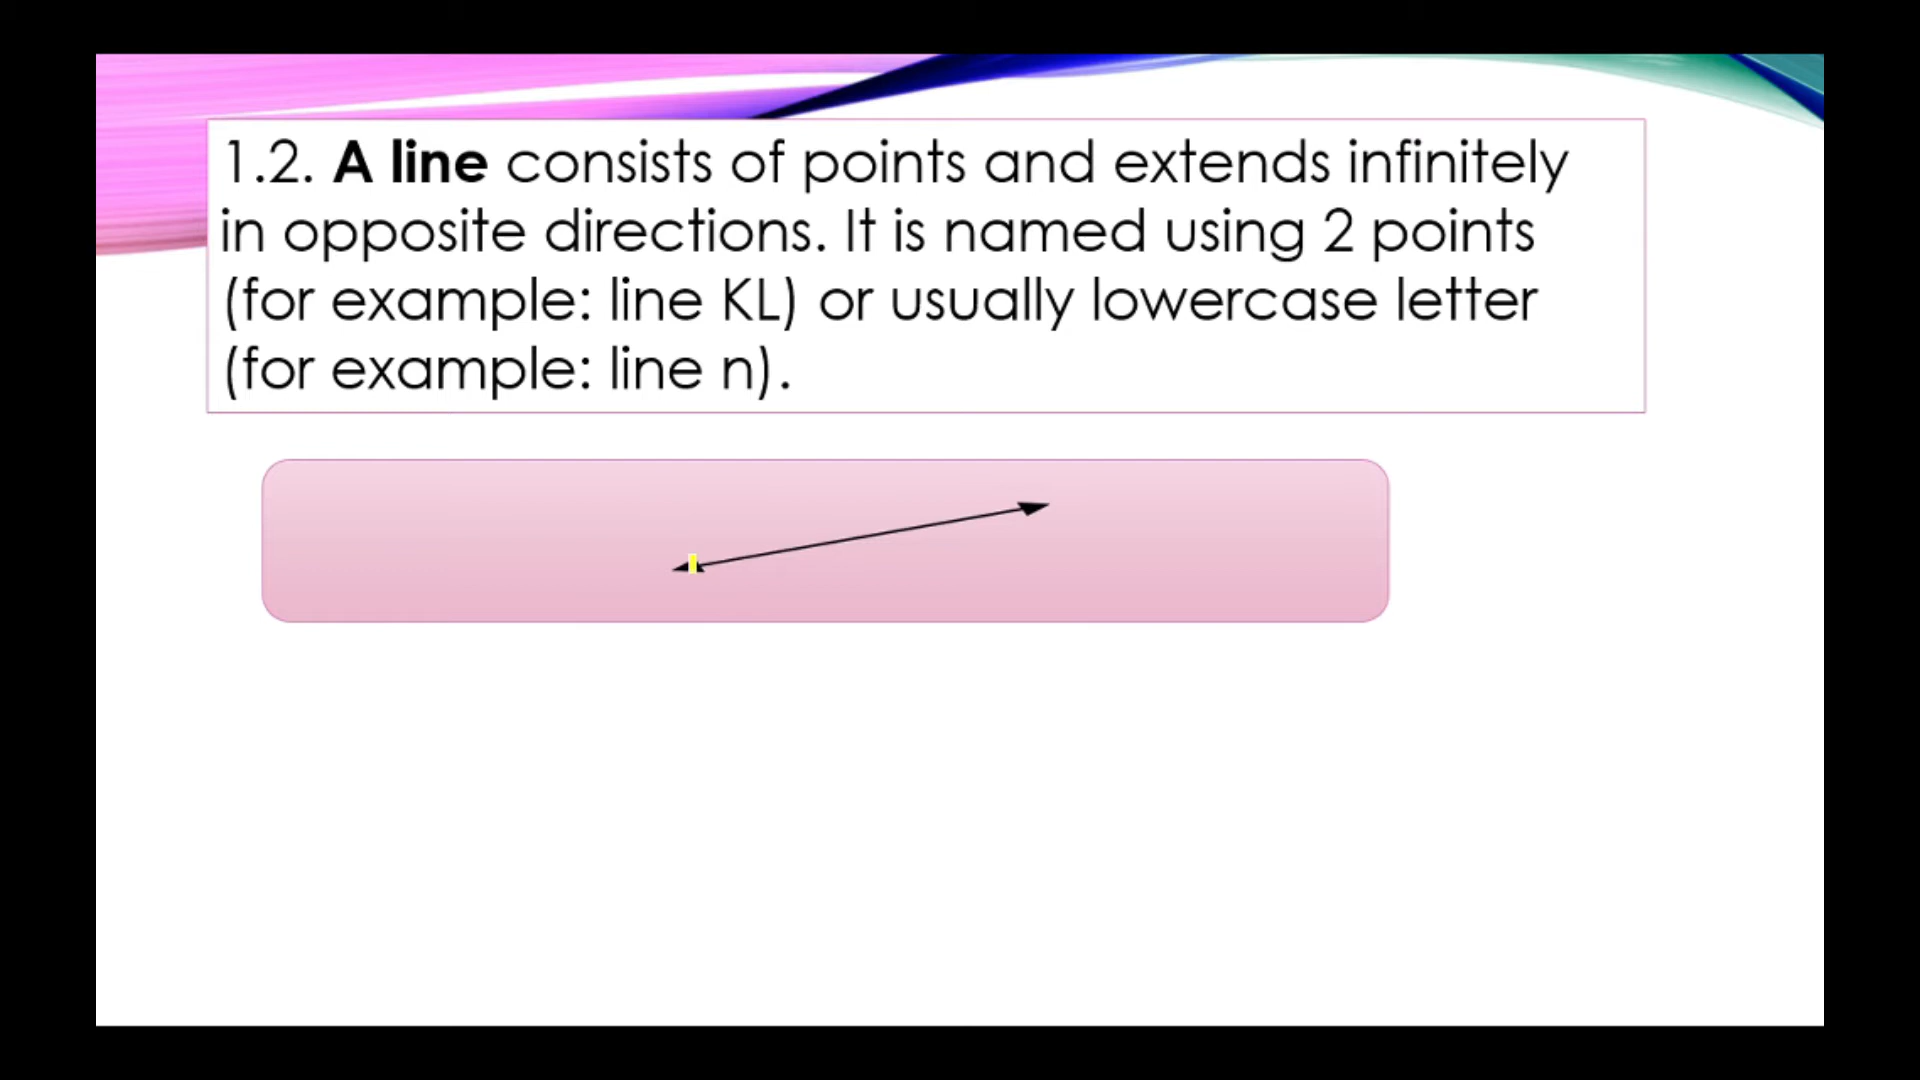 1.2. A line consists of points and extends infinitely
in opposite directions. It is named using 2 points
(for example: line KL) or usually lowercase letter
(for example: line n).